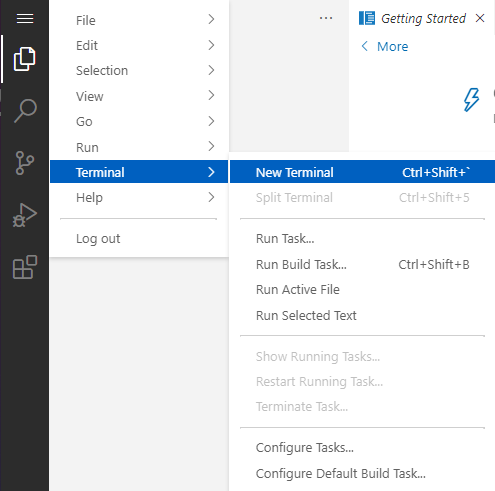 File
Edit
Selection
View
Go
Run
Terminal
Help
Log out
... Getting Started
More
New Terminal Ctrl+Shift+`
Split Terminal Ctrl+Shift+5
Run Task...
Run Build Task... Ctrl+Shift+B
Run Active File
Run Selected Text
Show Running Tasks...
Restart Running Task...
Terminate Task...
Configure Tasks...
Configure Default Build Task...